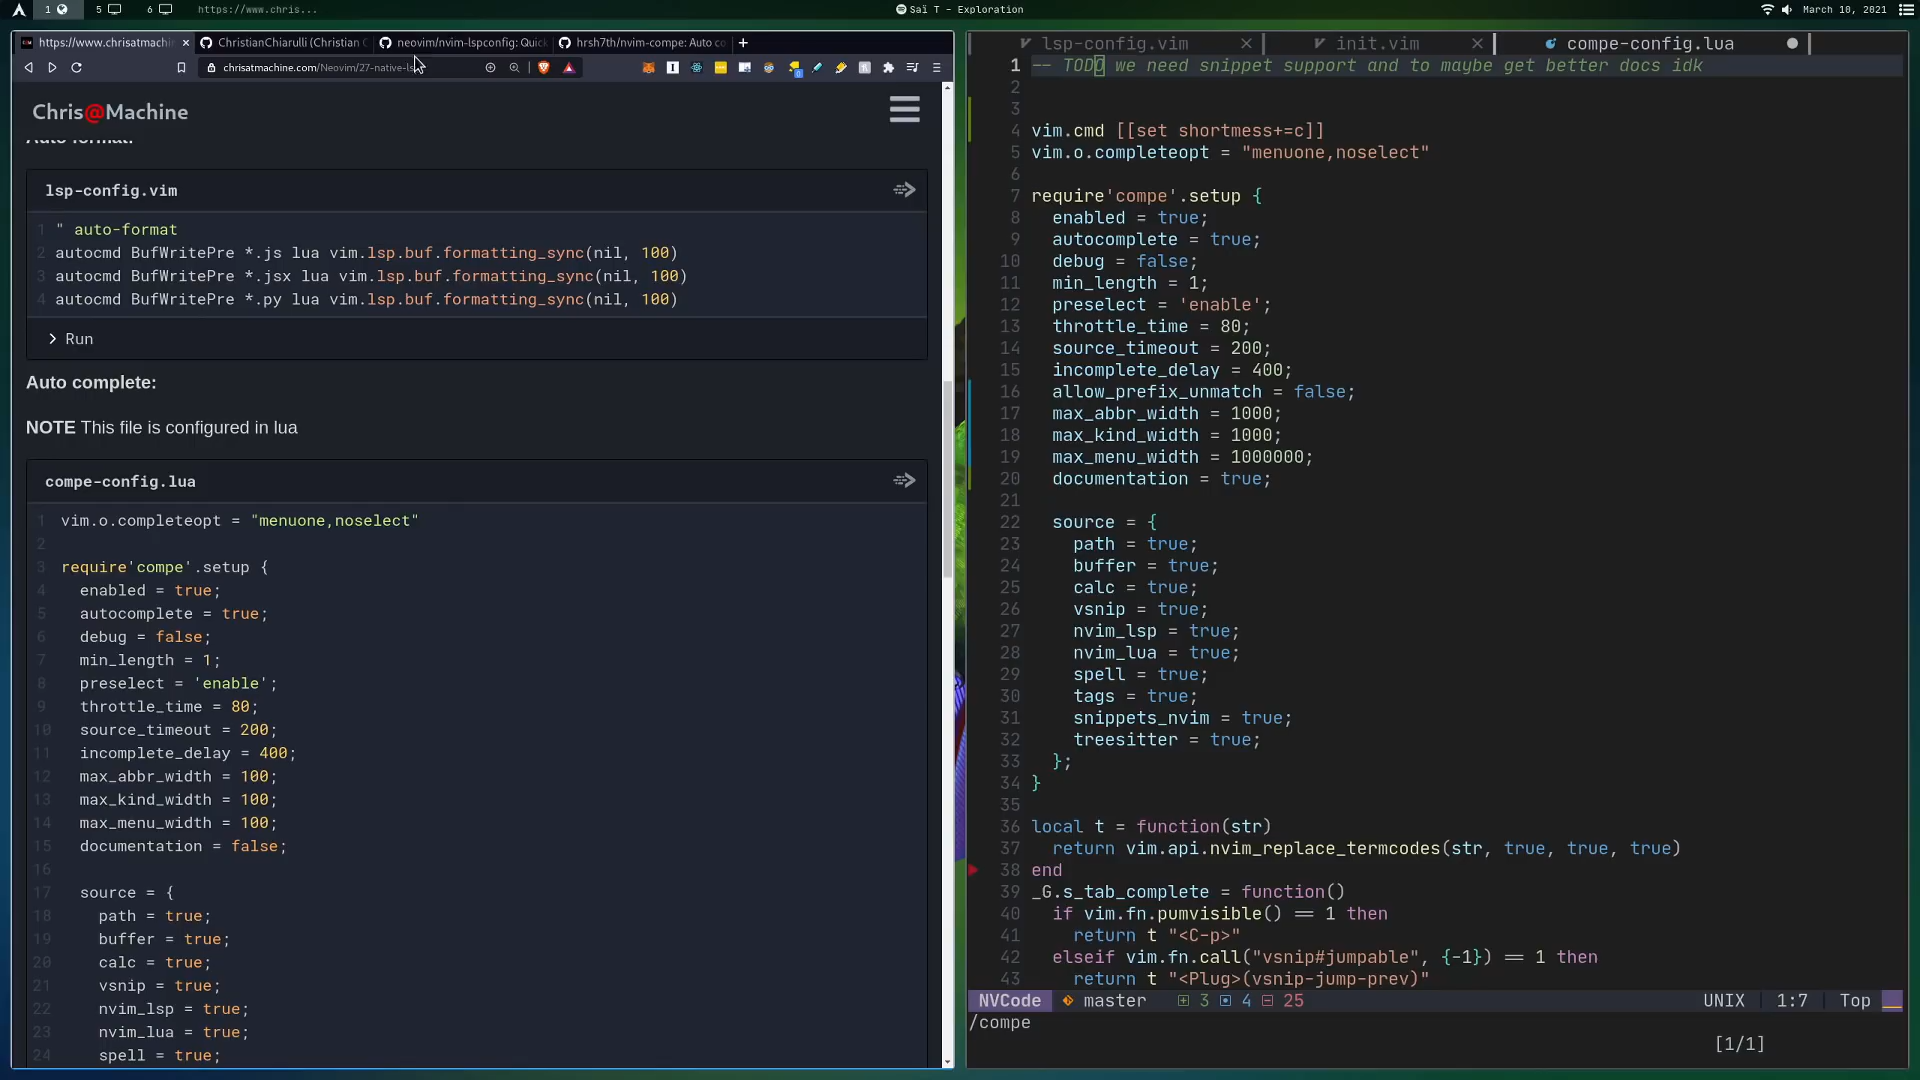 1
5
6
https://www.chris...
Saï T - Exploration
March 10, 2021
https://www.chrisatmachi
ChristianChiarulli (Christian C
neovim/nvim-lspconfig: Quick
hrsh7th/nvim-compe: Auto co
chrisatmachine.com/Neovim/27-native-ls
Chris@Machine
Auto format:
lsp-config.vim
1 " auto-format
2 autocmd BufWritePre *.js lua vim.lsp.buf.formatting_sync(nil, 100)
3 autocmd BufWritePre *.jsx lua vim.lsp.buf.formatting_sync(nil, 100)
4 autocmd BufWritePre *.py lua vim.lsp.buf.formatting_sync(nil, 100)
Run
Auto complete:
NOTE This file is configured in lua
compe-config.lua
1 vim.o.completeopt = "menuone,noselect"
2
3 require'compe'.setup {
4 enabled = true;
5 autocomplete = true;
6 debug = false;
7 min_length = 1;
8 preselect = 'enable';
9 throttle_time = 80;
10 source_timeout = 200;
11 incomplete_delay = 400;
12 max_abbr_width = 100;
13 max_kind_width = 100;
14 max_menu_width = 100;
15 documentation = false;
16
17 source = {
18 path = true;
19 buffer = true;
20 calc = true;
21 vsnip = true;
22 nvim_lsp = true;
23 nvim_lua = true;
24 spell = true;
lsp-config.vim
init.vim
compe-config.lua
1 -- TODO we need snippet support and to maybe get better docs idk
2
3
4 vim.cmd [[set shortmess+=c]]
5 vim.o.completeopt = "menuone,noselect"
6
7 require'compe'.setup {
8 enabled = true;
9 autocomplete = true;
10 debug = false;
11 min_length = 1;
12 preselect = 'enable';
13 throttle_time = 80;
14 source_timeout = 200;
15 incomplete_delay = 400;
16 allow_prefix_unmatch = false;
17 max_abbr_width = 1000;
18 max_kind_width = 1000;
19 max_menu_width = 1000000;
20 documentation = true;
21
22 source = {
23 path = true;
24 buffer = true;
25 calc = true;
26 vsnip = true;
27 nvim_lsp = true;
28 nvim_lua = true;
29 spell = true;
30 tags = true;
31 snippets_nvim = true;
32 treesitter = true;
33 };
34 }
35
36 local t = function(str)
37 return vim.api.nvim_replace_termcodes(str, true, true, true)
38 end
39 _G.s_tab_complete = function()
40 if vim.fn.pumvisible() == 1 then
41 return t "<C-p>"
42 elseif vim.fn.call("vsnip#jumpable", {-1}) == 1 then
43 return t "<Plug>(vsnip-jump-prev)"
NVCode master 3 4 25 UNIX 1:7 Top
/compe
[1/1]